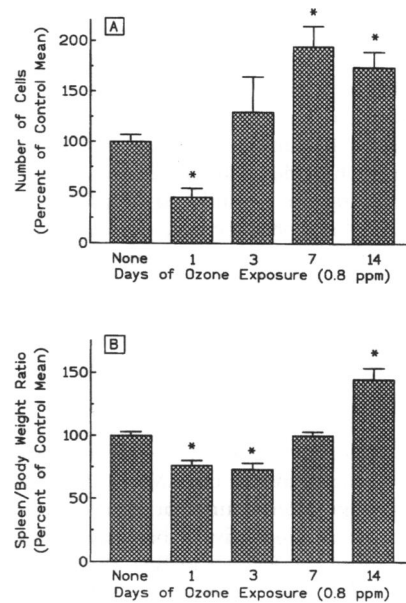 A
Number of Cells
(Percent of Control Mean)
200
150
100
50
0
*
*
*
None 1 3 7 14
Days of Ozone Exposure (0.8 ppm)
B
Spleen/Body Weight Ratio
(Percent of Control Mean)
150
100
50
0
*
*
*
None 1 3 7 14
Days of Ozone Exposure (0.8 ppm)